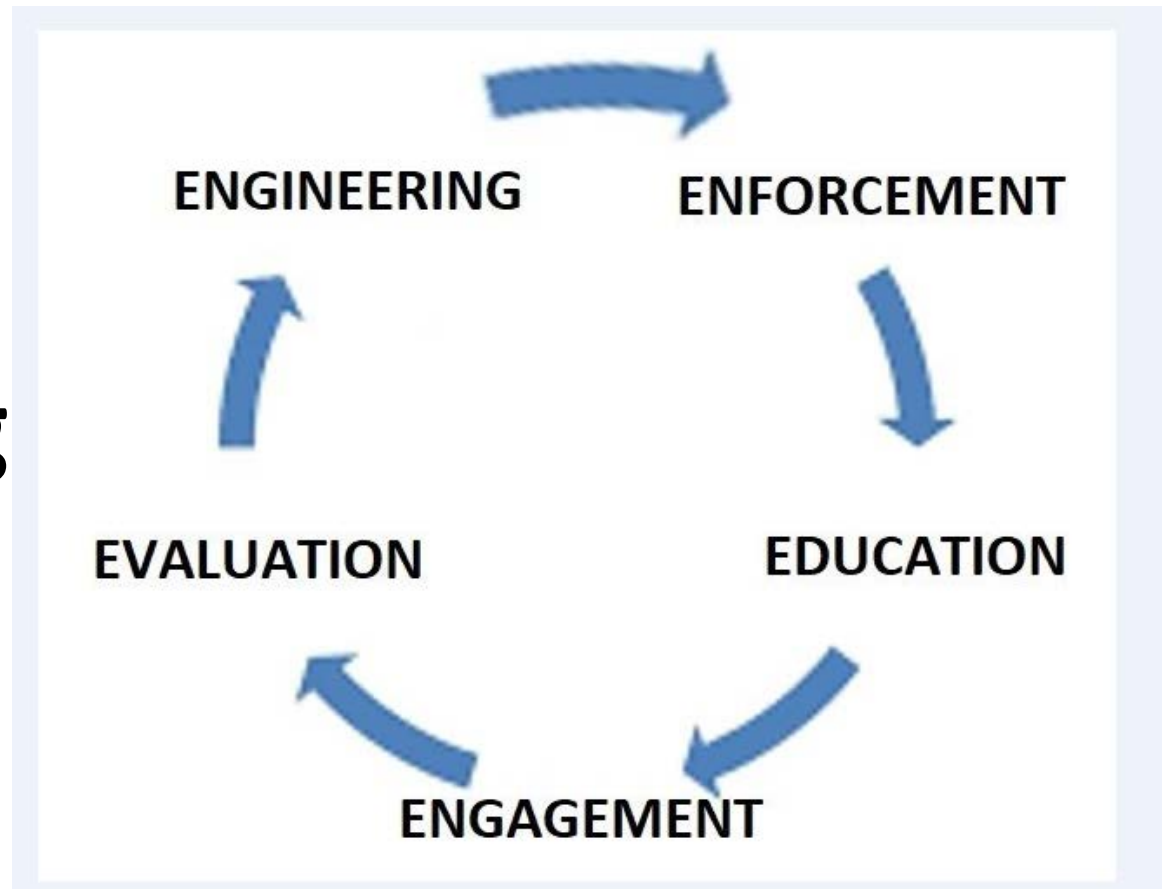 ENGINEERING
ENFORCEMENT
EVALUATION
EDUCATION
ENGAGEMENT